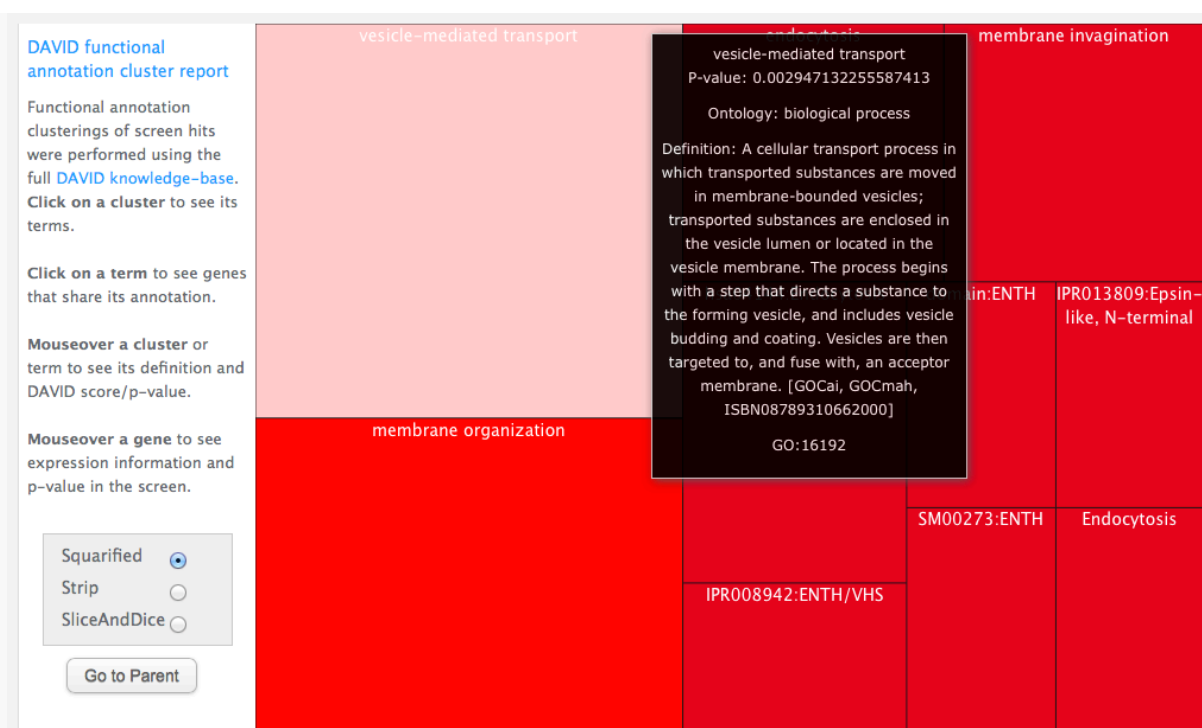 DAVID functional
annotation cluster report
Functional annotation
clusterings of screen hits
were performed using the
full DAVID knowledge-base.
Click on a cluster to see its
terms.
Click on a term to see genes
that share its annotation.
Mouseover a cluster or
term to see its definition and
DAVID score/p-value.
Mouseover a gene to see
expression information and
p-value in the screen.
Squarified
Strip
SliceAndDice
Go to Parent
vesicle-mediated transport
endocytosis
membrane invagination
vesicle-mediated transport
P-value: 0.002947132255587413
Ontology: biological process
Definition: A cellular transport process in
which transported substances are moved
in membrane-bounded vesicles;
transported substances are enclosed in
the vesicle lumen or located in the
vesicle membrane. The process begins
with a step that directs a substance to
the forming vesicle, and includes vesicle
budding and coating. Vesicles are then
targeted to, and fuse with, an acceptor
membrane. [GOCai, GOCmah,
ISBN08789310662000]
GO:16192
main:ENTH
IPR013809:Epsin-
like, N-terminal
membrane organization
SM00273:ENTH
Endocytosis
IPR008942:ENTH/VHS